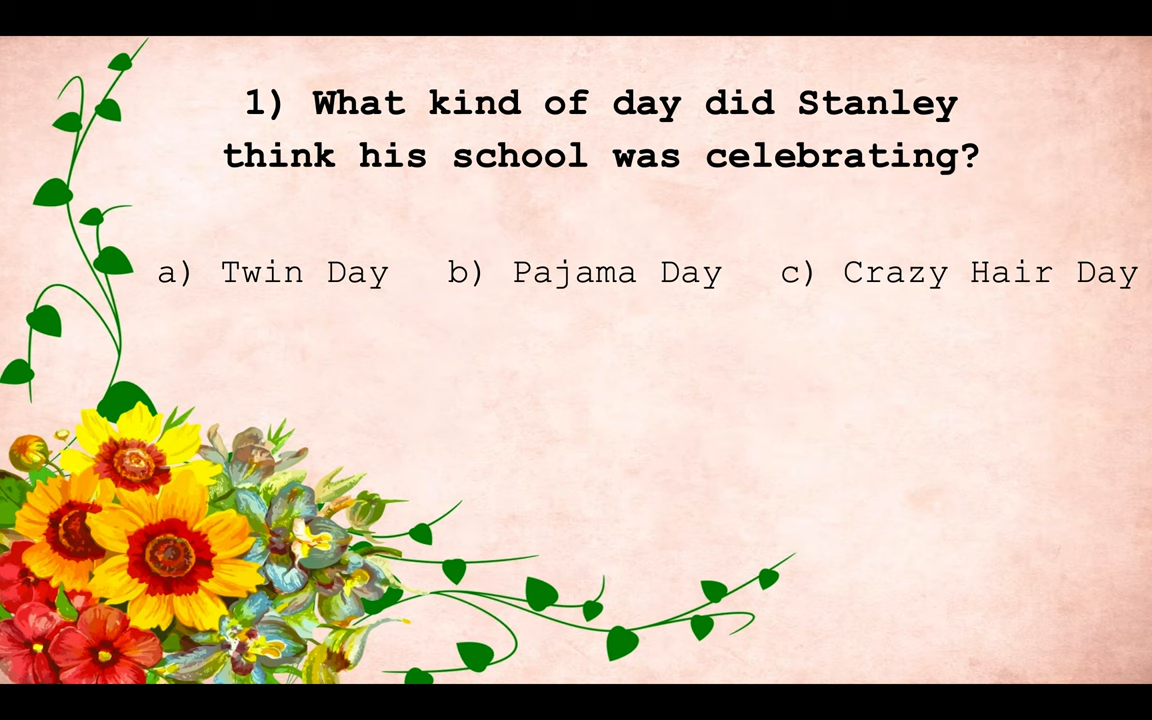 1) What kind of day did Stanley
think his school was celebrating?
a) Twin Day b) Pajama Day c) Crazy Hair Day